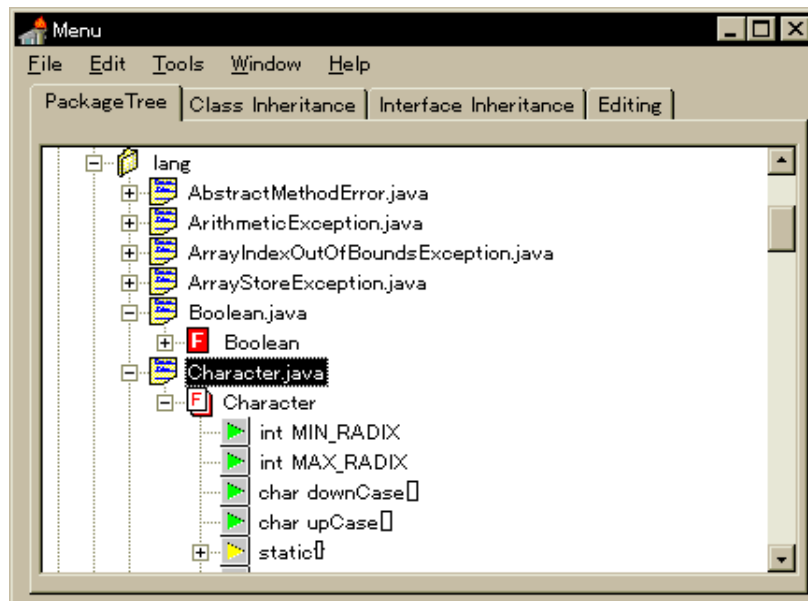 Menu
File Edit Tools Window Help
PackageTree Class Inheritance Interface Inheritance Editing
lang
AbstractMethodError.java
ArithmeticException.java
ArrayIndexOutOfBoundsException.java
ArrayStoreException.java
Boolean.java
F Boolean
Character.java
F Character
int MIN_RADIX
int MAX_RADIX
char downCase[]
char upCase[]
static{}